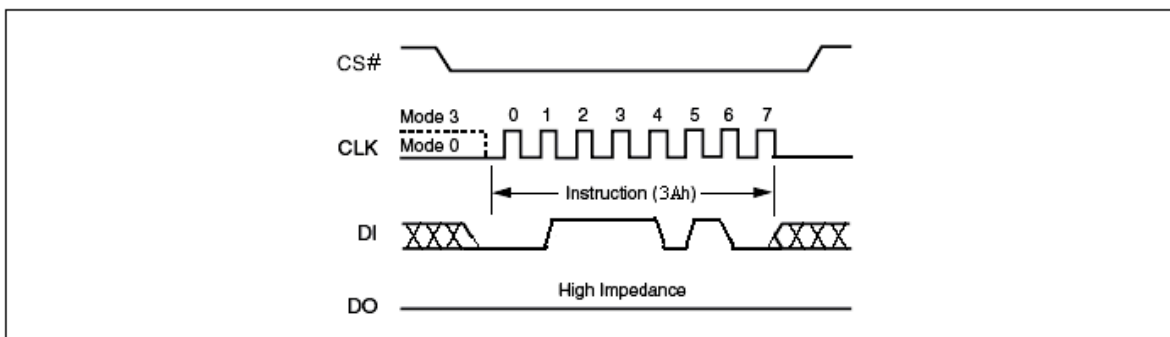 CS#
Mode 3
0 1 2 3 4 5 6 7
CLK
Mode 0
Instruction (3Ah)
DI
High Impedance
DO